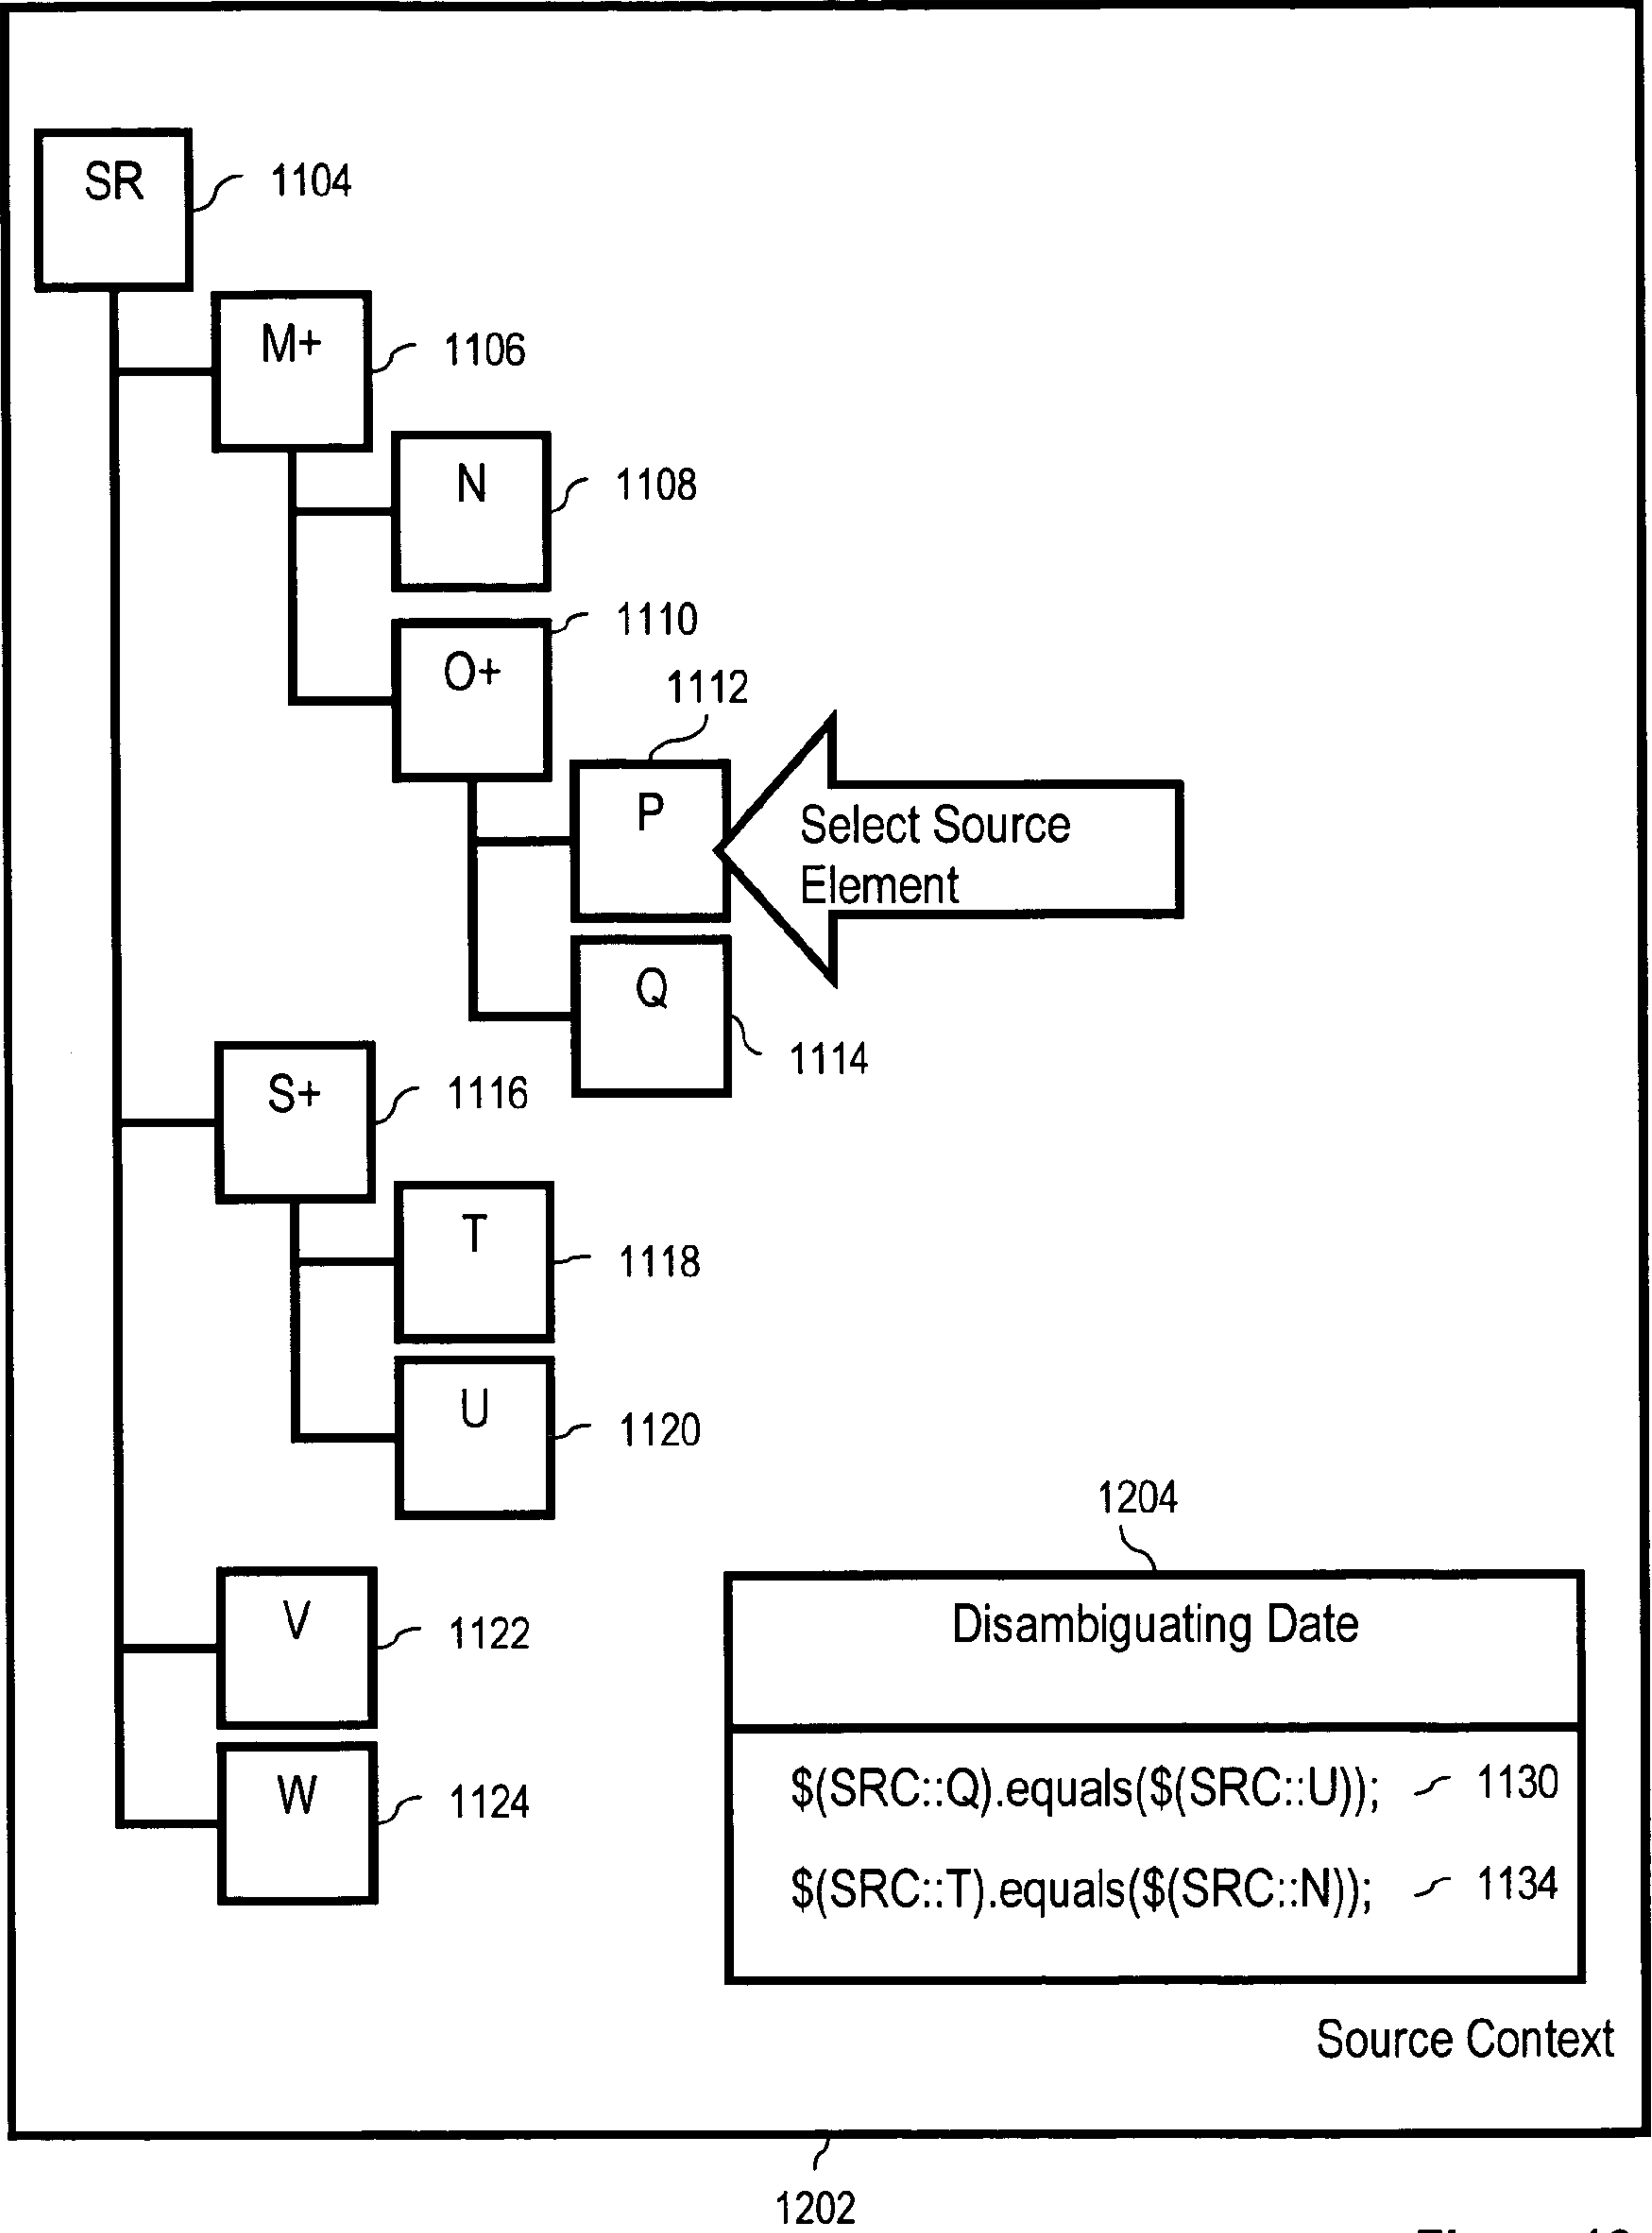 SR
1104
M+
1106
N
1108
1110
O+
1112
P
Select Source
Element
Q
1114
S+
1116
T
1118
U
1120
1204
V
1122
Disambiguating Date
W
1124
$(SRC::Q).equals($(SRC::U));
1130
$(SRC::T).equals($(SRC::N));
1134
Source Context
1202